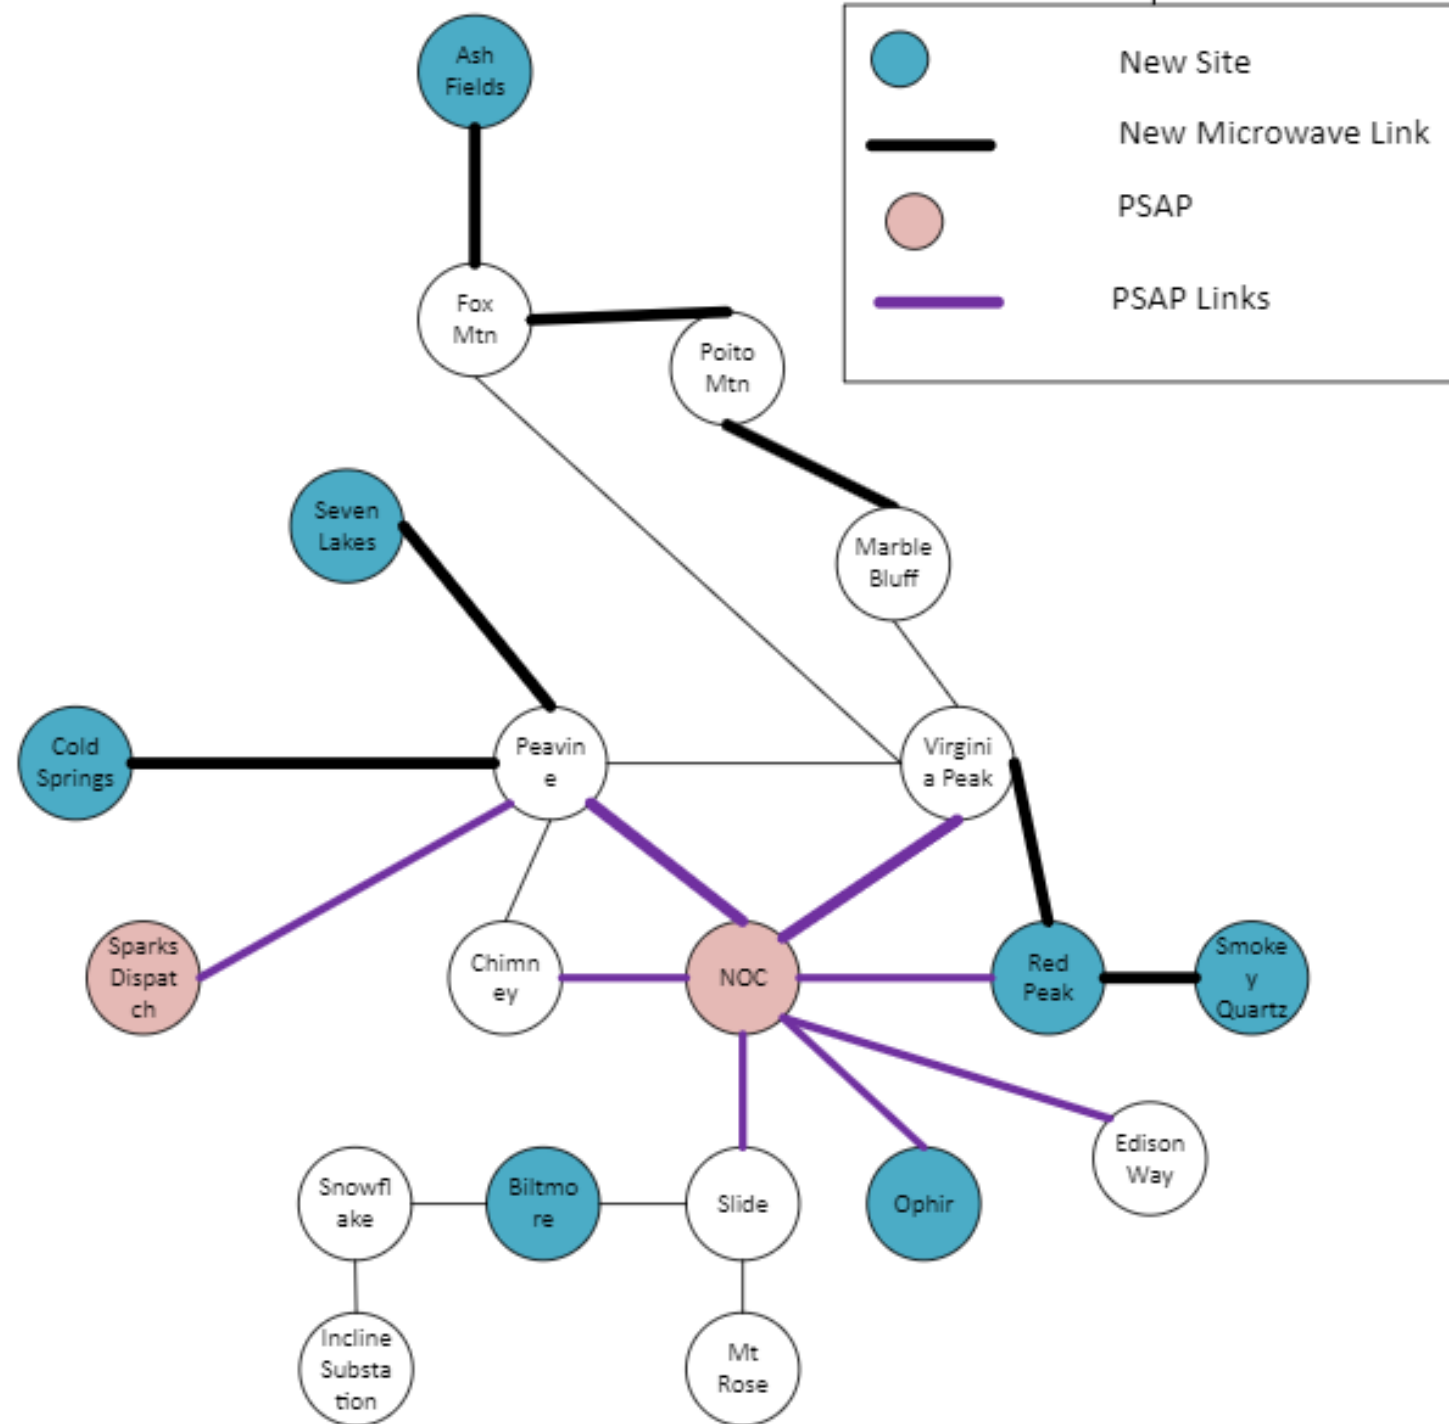 Ash
Fields
New Site
New Microwave Link
PSAP
PSAP Links
Fox
Mtn
Poito
Mtn
Seven
Lakes
Marble
Bluff
Cold
Springs
Peavin
e
Virgini
a Peak
Sparks
Dispat
ch
Chimn
ey
NOC
Red
Peak
Smoke
y
Quartz
Edison
Way
Snowfl
ake
Biltmo
re
Slide
Ophir
Incline
Substa
tion
Mt
Rose